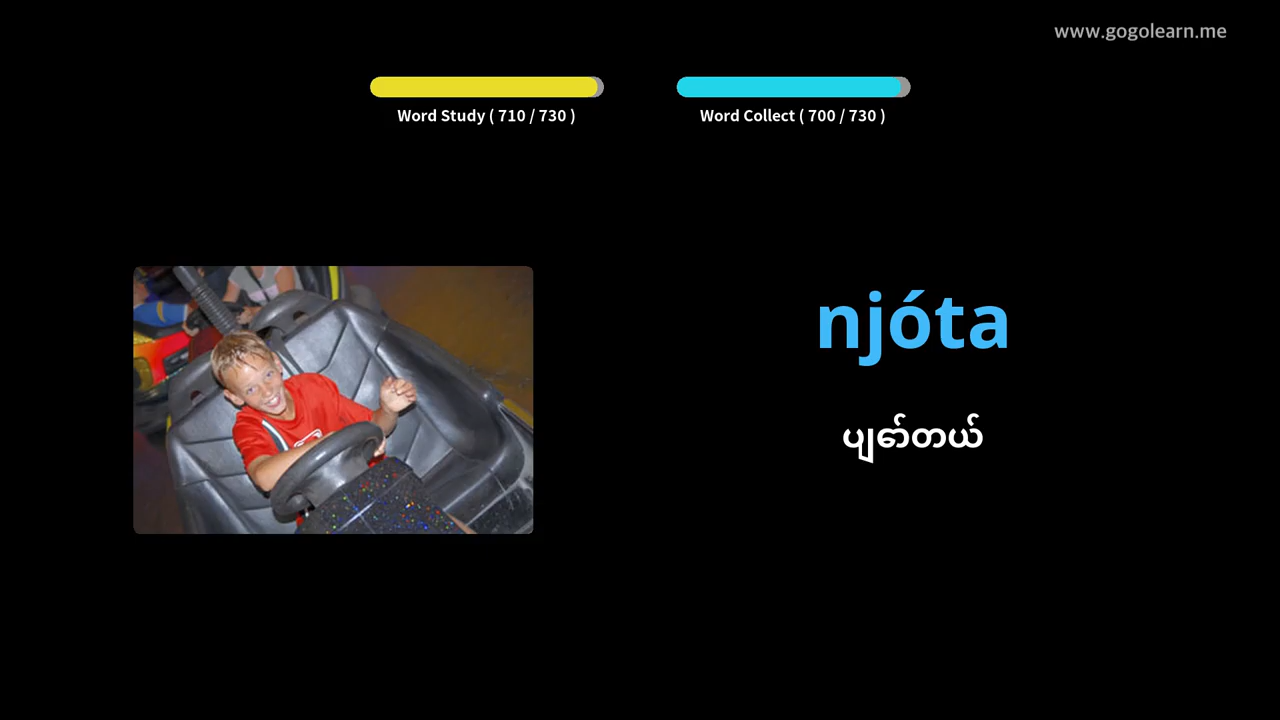 www.gogolearn.me
Word Study ( 710 / 730 )
Word Collect ( 700 / 730 )
njóta
ပျော်တယ်